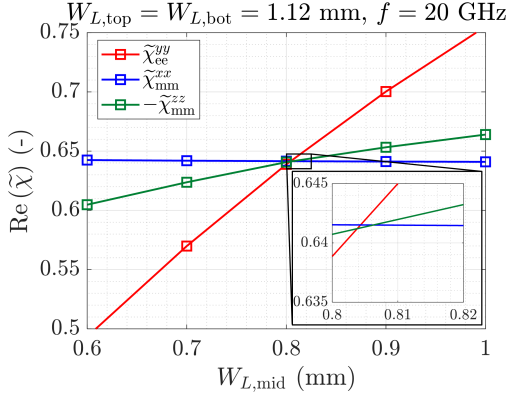 W_{L,top} = W_{L,bot} = 1.12 mm, f = 20 GHz
χ̃_{ee}^{yy}
χ̃_{mm}^{xx}
−χ̃_{mm}^{zz}
Re(χ̃) (-)
0.75
0.7
0.65
0.6
0.55
0.5
0.645
0.64
0.635
0.8 0.81 0.82
0.6 0.7 0.8 0.9 1
W_{L,mid} (mm)